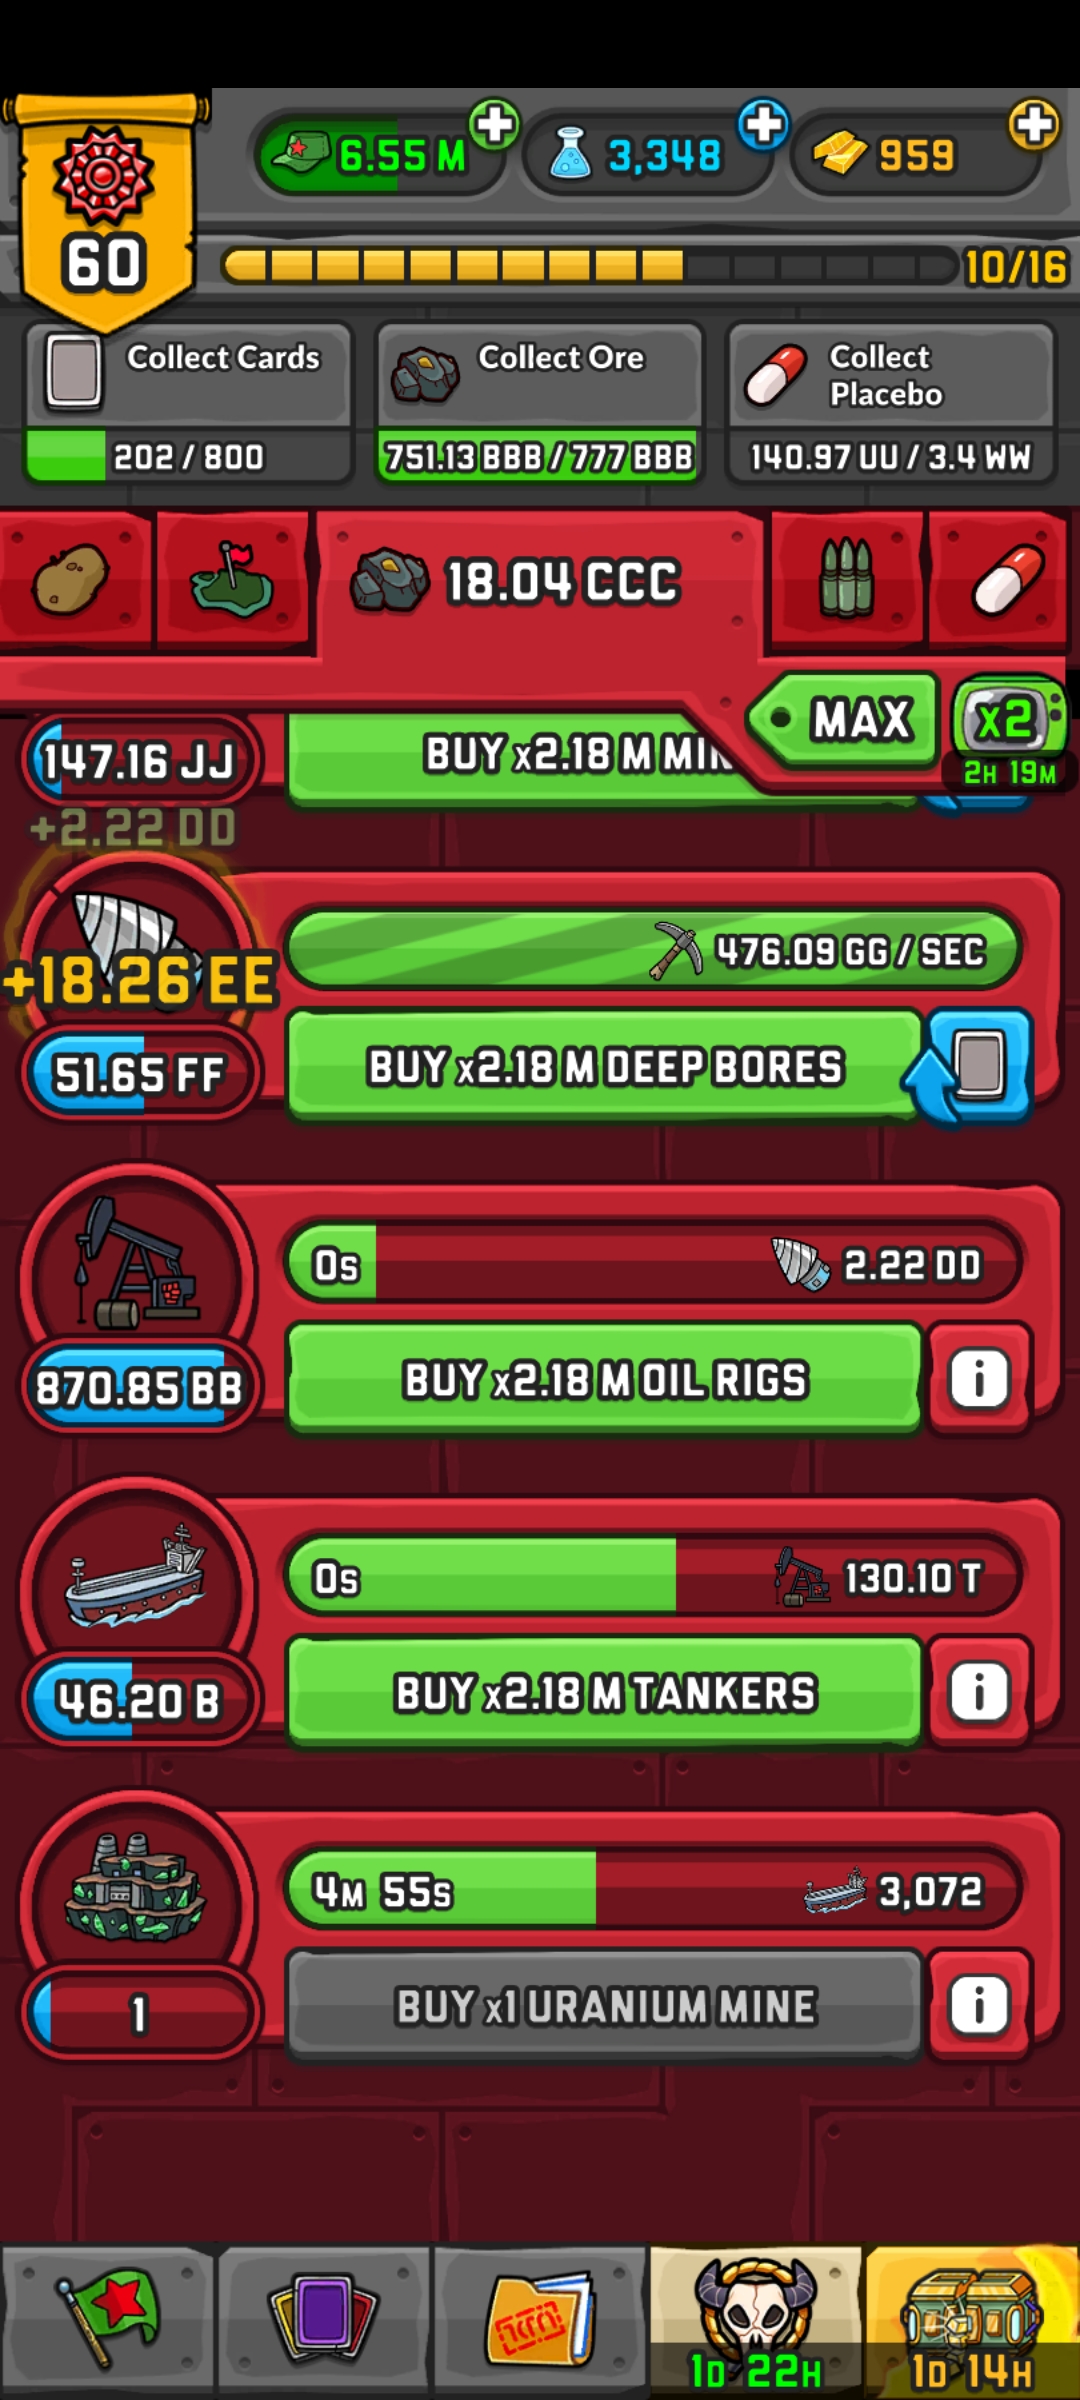 6.55 M
3,348
959
60
10/16
Collect Cards
202 / 800
Collect Ore
751.13 BBB / 777 BBB
Collect
Placebo
140.97 UU / 3.4 WW
18.04 CCC
MAX
x2
2H 19M
147.16 JJ
BUY x2.18 M
+2.22 DD
+18.26 EE
476.09 GG / SEC
51.65 FF
BUY x2.18 M DEEP BORES
0s
2.22 DD
870.85 BB
BUY x2.18 M OIL RIGS
i
0s
130.10 T
46.20 B
BUY x2.18 M TANKERS
i
4M 55s
3,072
1
BUY x1 URANIUM MINE
i
1D 22H
1D 14H